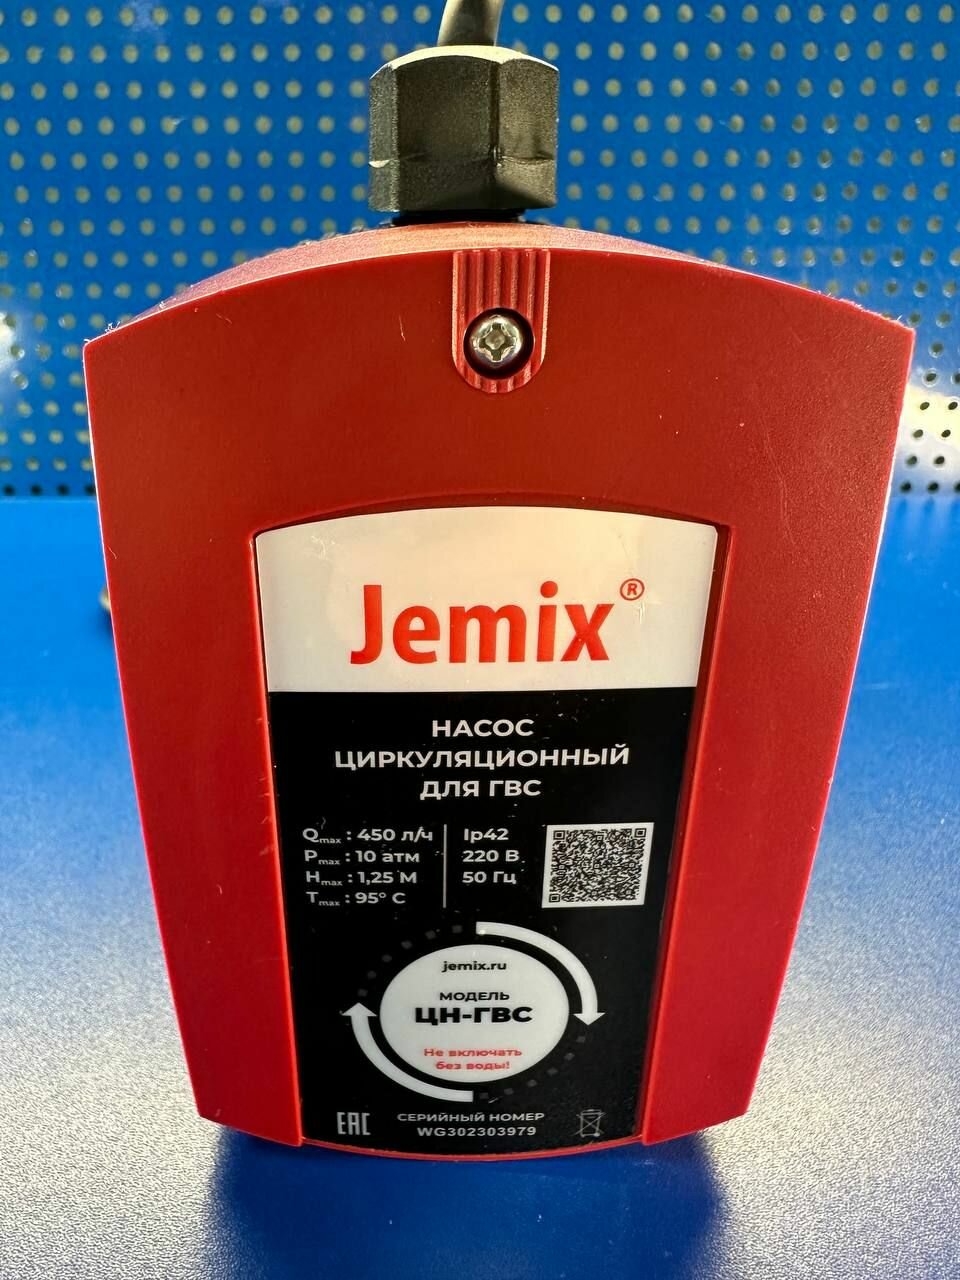 Jemix®
НАСОС
ЦИРКУЛЯЦИОННЫЙ
ДЛЯ ГВС
Qmax : 450 л/ч
Pmax : 10 атм
Hmax : 1,25 М
Tmax : 95° С
Ip42
220 В
50 Гц
jemix.ru
МОДЕЛЬ
ЦН-ГВС
Не включать
без воды!
EAC
СЕРИЙНЫЙ НОМЕР
WG302303979